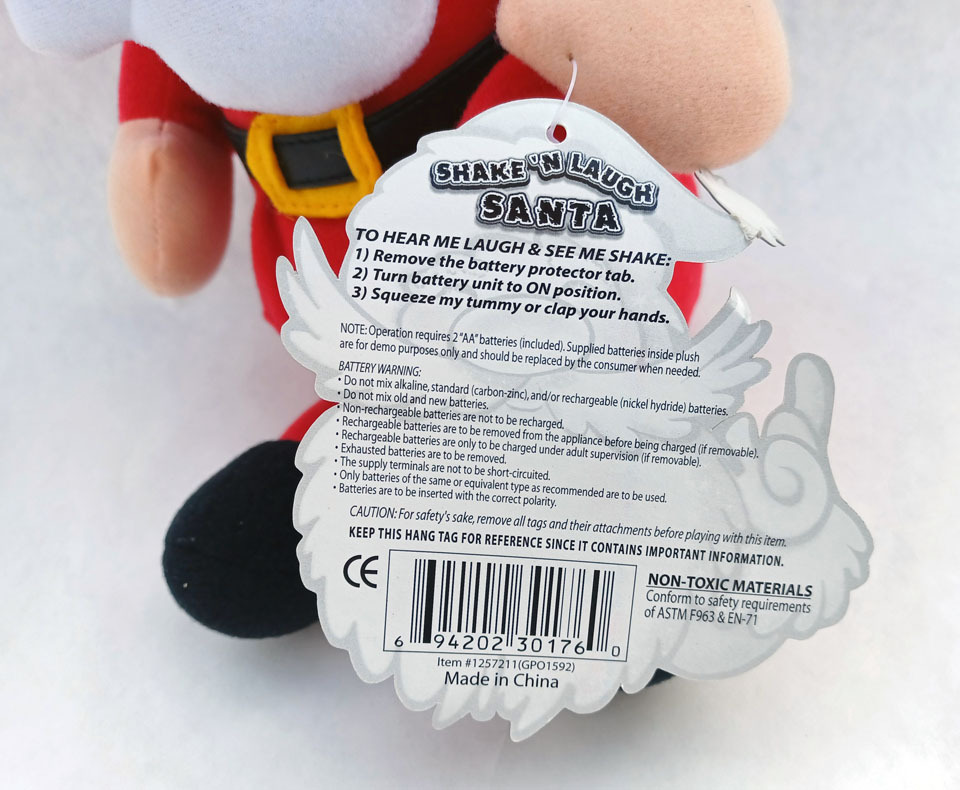 SHAKE 'N LAUGH
SANTA
TO HEAR ME LAUGH & SEE ME SHAKE:
1) Remove the battery protector tab.
2) Turn battery unit to ON position.
3) Squeeze my tummy or clap your hands.
NOTE: Operation requires 2 "AA" batteries (included). Supplied batteries inside plush
are for demo purposes only and should be replaced by the consumer when needed.
BATTERY WARNING:
• Do not mix alkaline, standard (carbon-zinc), and/or rechargeable (nickel hydride) batteries.
• Do not mix old and new batteries.
• Non-rechargeable batteries are not to be recharged.
• Rechargeable batteries are to be removed from the appliance before being charged (if removable).
• Rechargeable batteries are only to be charged under adult supervision (if removable).
• Exhausted batteries are to be removed.
• The supply terminals are not to be short-circuited.
• Only batteries of the same or equivalent type as recommended are to be used.
• Batteries are to be inserted with the correct polarity.
CAUTION: For safety's sake, remove all tags and their attachments before playing with this item.
KEEP THIS HANG TAG FOR REFERENCE SINCE IT CONTAINS IMPORTANT INFORMATION.
CE
6 94202 30176 0
NON-TOXIC MATERIALS
Conform to safety requirements
of ASTM F963 & EN-71
Item #1257211(GPO1592)
Made in China